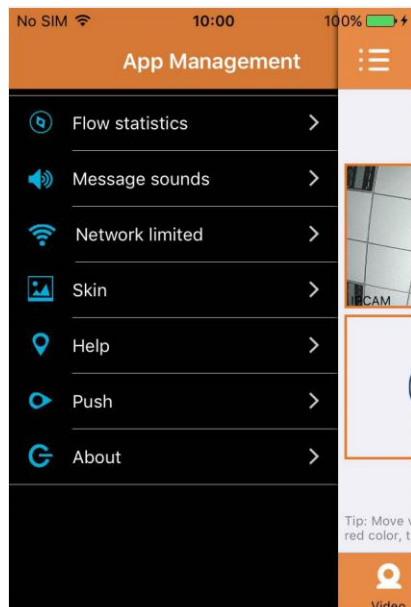 No SIM 10:00 100%
App Management
Flow statistics
Message sounds
Network limited
Skin
Help
Push
About
IPCAM
Tip: Move
red color, t
Video